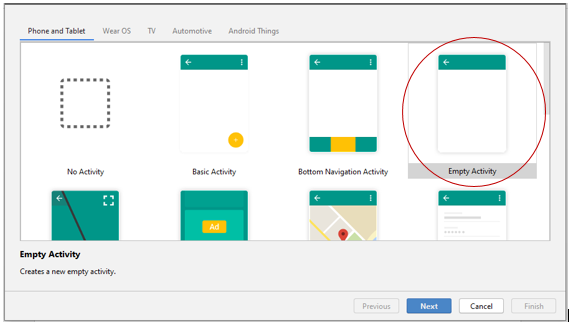 Phone and Tablet Wear OS TV Automotive Android Things
No Activity Basic Activity Bottom Navigation Activity Empty Activity
Ad
Empty Activity
Creates a new empty activity.
Previous Next Cancel Finish